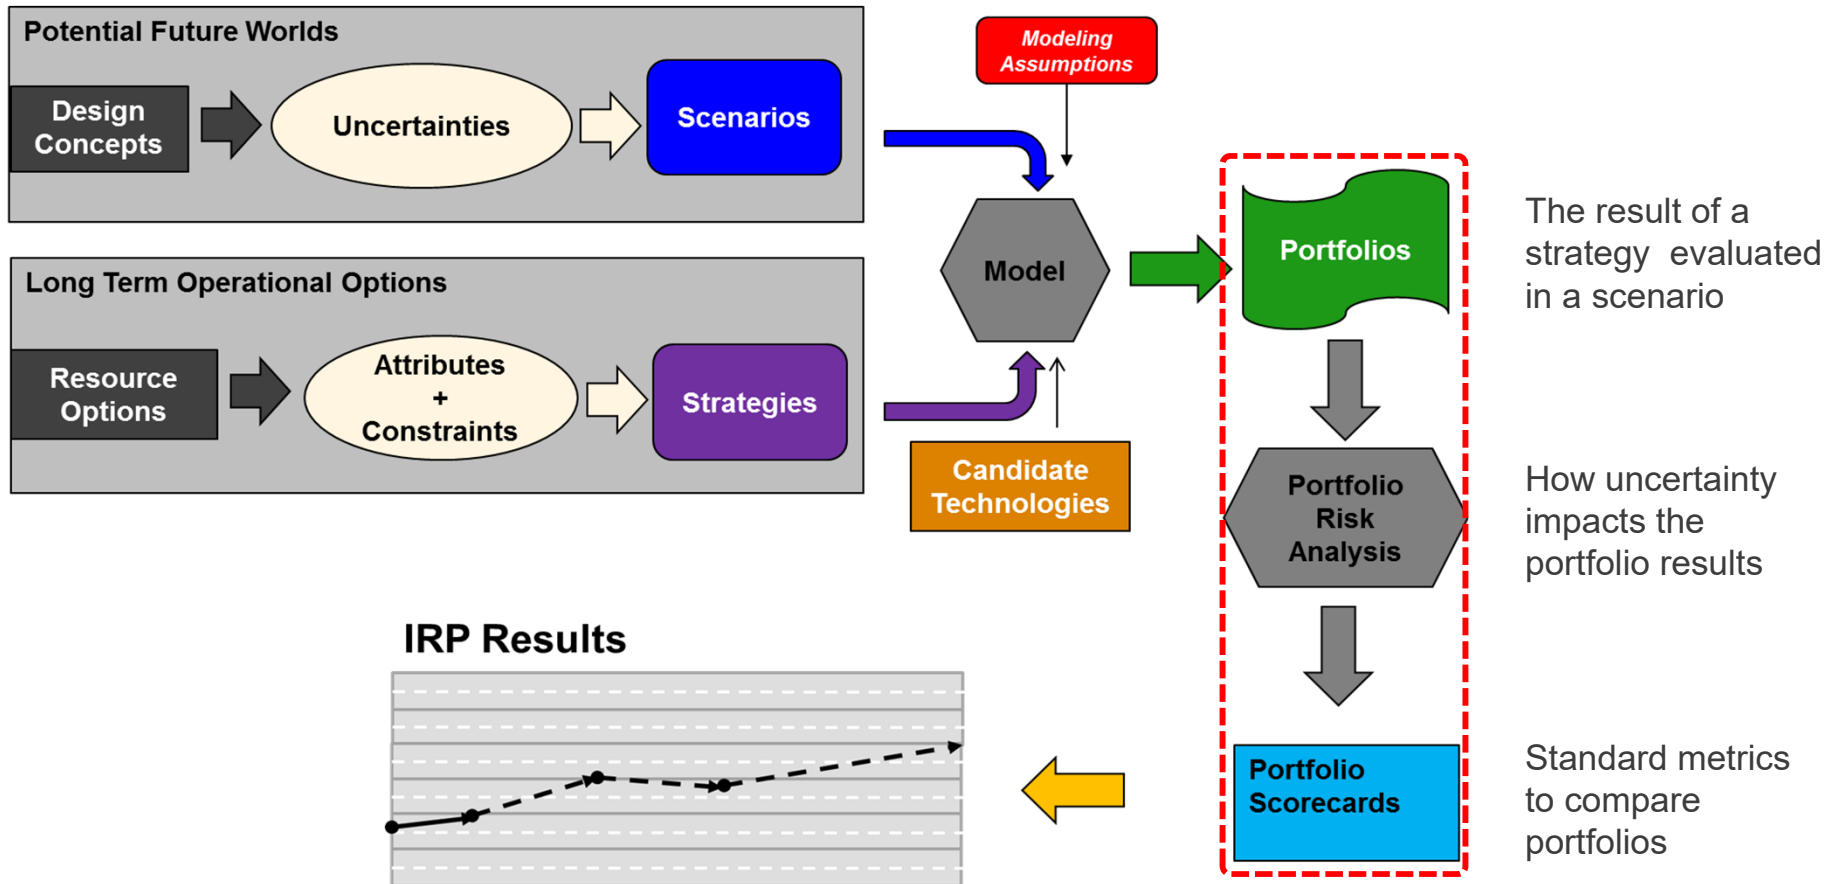 Potential Future Worlds
Design
Concepts
Uncertainties
Scenarios
Modeling
Assumptions
Long Term Operational Options
Resource
Options
Attributes
+
Constraints
Strategies
Model
Candidate
Technologies
Portfolios
The result of a
strategy evaluated
in a scenario
Portfolio
Risk
Analysis
How uncertainty
impacts the
portfolio results
Portfolio
Scorecards
Standard metrics
to compare
portfolios
IRP Results